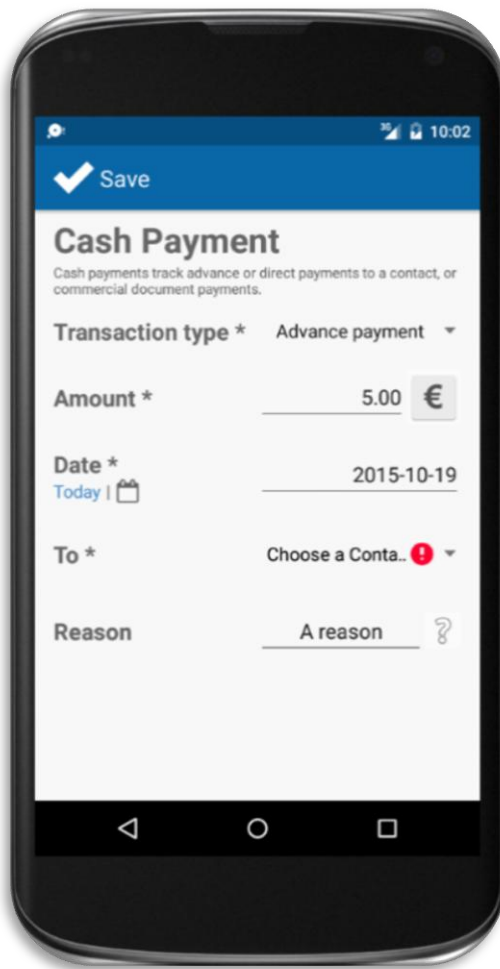 3G 10:02
Save
Cash Payment
Cash payments track advance or direct payments to a contact, or
commercial document payments.
Transaction type * Advance payment
Amount * 5.00 €
Date * 2015-10-19
Today |
To * Choose a Conta.. !
Reason A reason ?